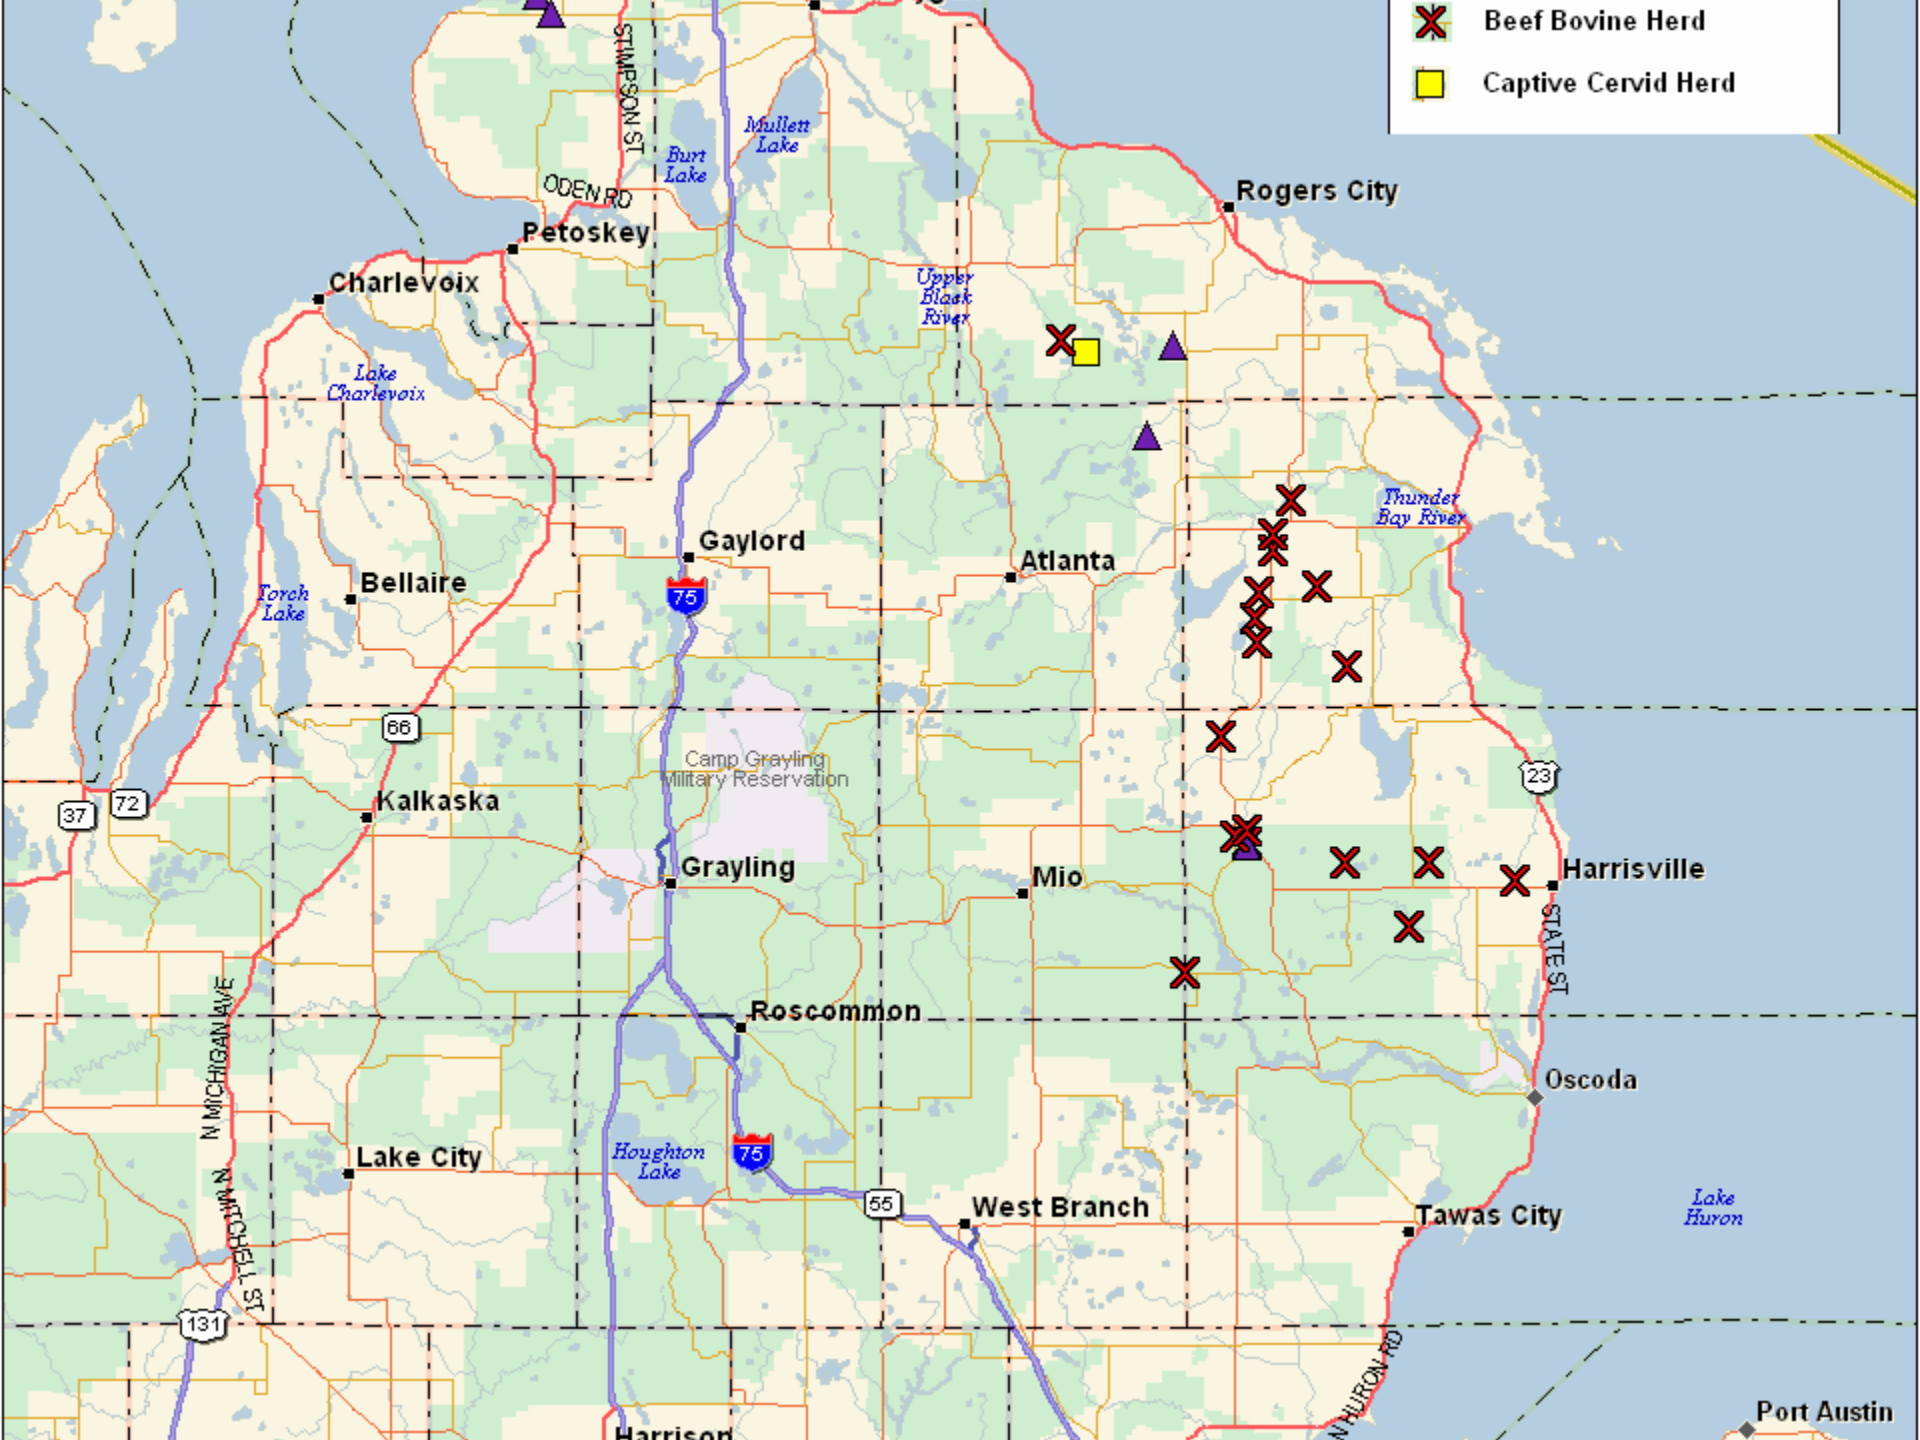 Beef Bovine Herd
Captive Cervid Herd
STIMPSON ST
Mullett
Lake
Burt
Lake
ODEN RD
Rogers City
Petoskey
Charlevoix
Upper
Black
River
Lake
Charlevoix
Thunder
Bay River
Gaylord
Atlanta
Bellaire
75
Torch
Lake
66
Camp Grayling
Military Reservation
23
37
72
Kalkaska
Grayling
Mio
Harrisville
STATE ST
N MICHIGAN AVE
Roscommon
Oscoda
Houghton
Lake
75
Lake City
55
West Branch
Tawas City
Lake
Huron
N MITCHELL ST
131
N HURON RD
Port Austin
Harrison